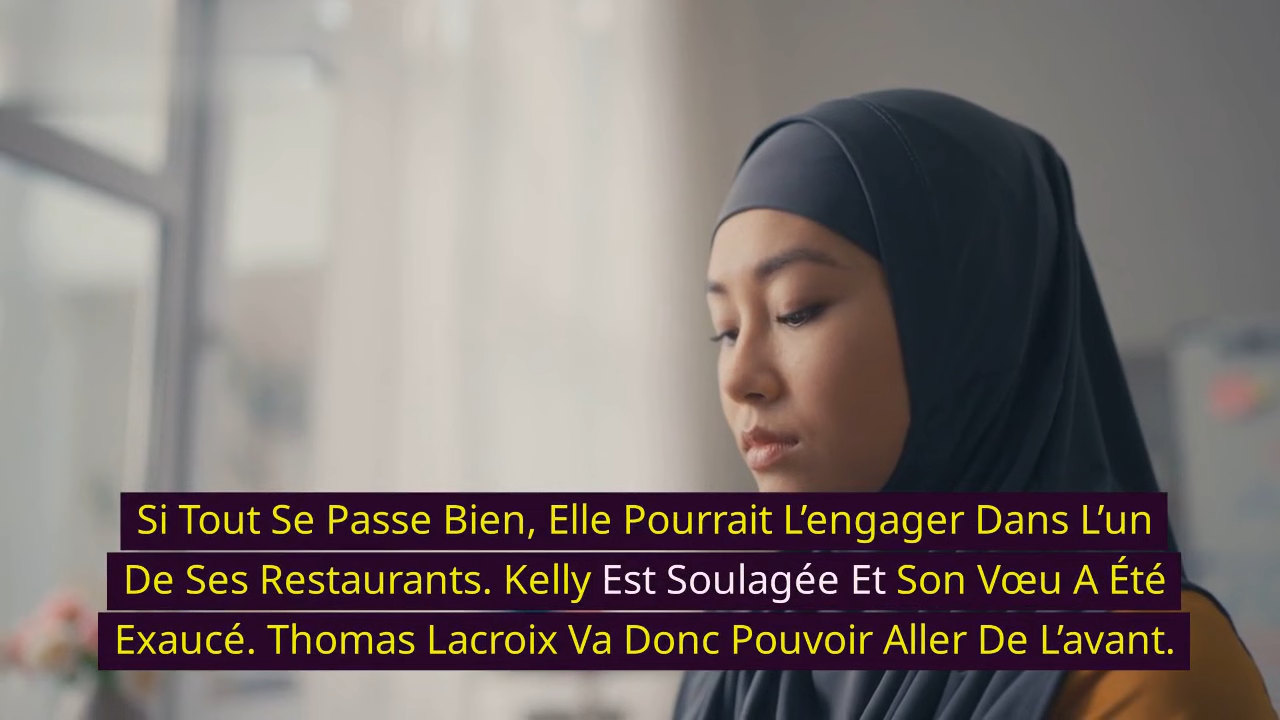 Si Tout Se Passe Bien, Elle Pourrait L’engager Dans L’un
De Ses Restaurants. Kelly Est Soulagée Et Son Vœu A Été
Exaucé. Thomas Lacroix Va Donc Pouvoir Aller De L’avant.